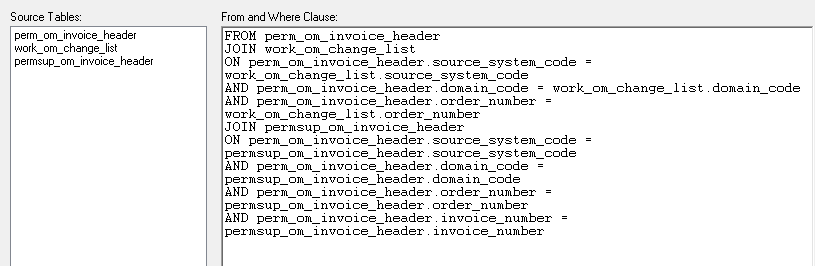 Source Tables:
perm_om_invoice_header
work_om_change_list
permsup_om_invoice_header
From and Where Clause:
FROM perm_om_invoice_header
JOIN work_om_change_list
ON perm_om_invoice_header.source_system_code =
work_om_change_list.source_system_code
AND perm_om_invoice_header.domain_code = work_om_change_list.domain_code
AND perm_om_invoice_header.order_number =
work_om_change_list.order_number
JOIN permsup_om_invoice_header
ON perm_om_invoice_header.source_system_code =
permsup_om_invoice_header.source_system_code
AND perm_om_invoice_header.domain_code =
permsup_om_invoice_header.domain_code
AND perm_om_invoice_header.order_number =
permsup_om_invoice_header.order_number
AND perm_om_invoice_header.invoice_number =
permsup_om_invoice_header.invoice_number